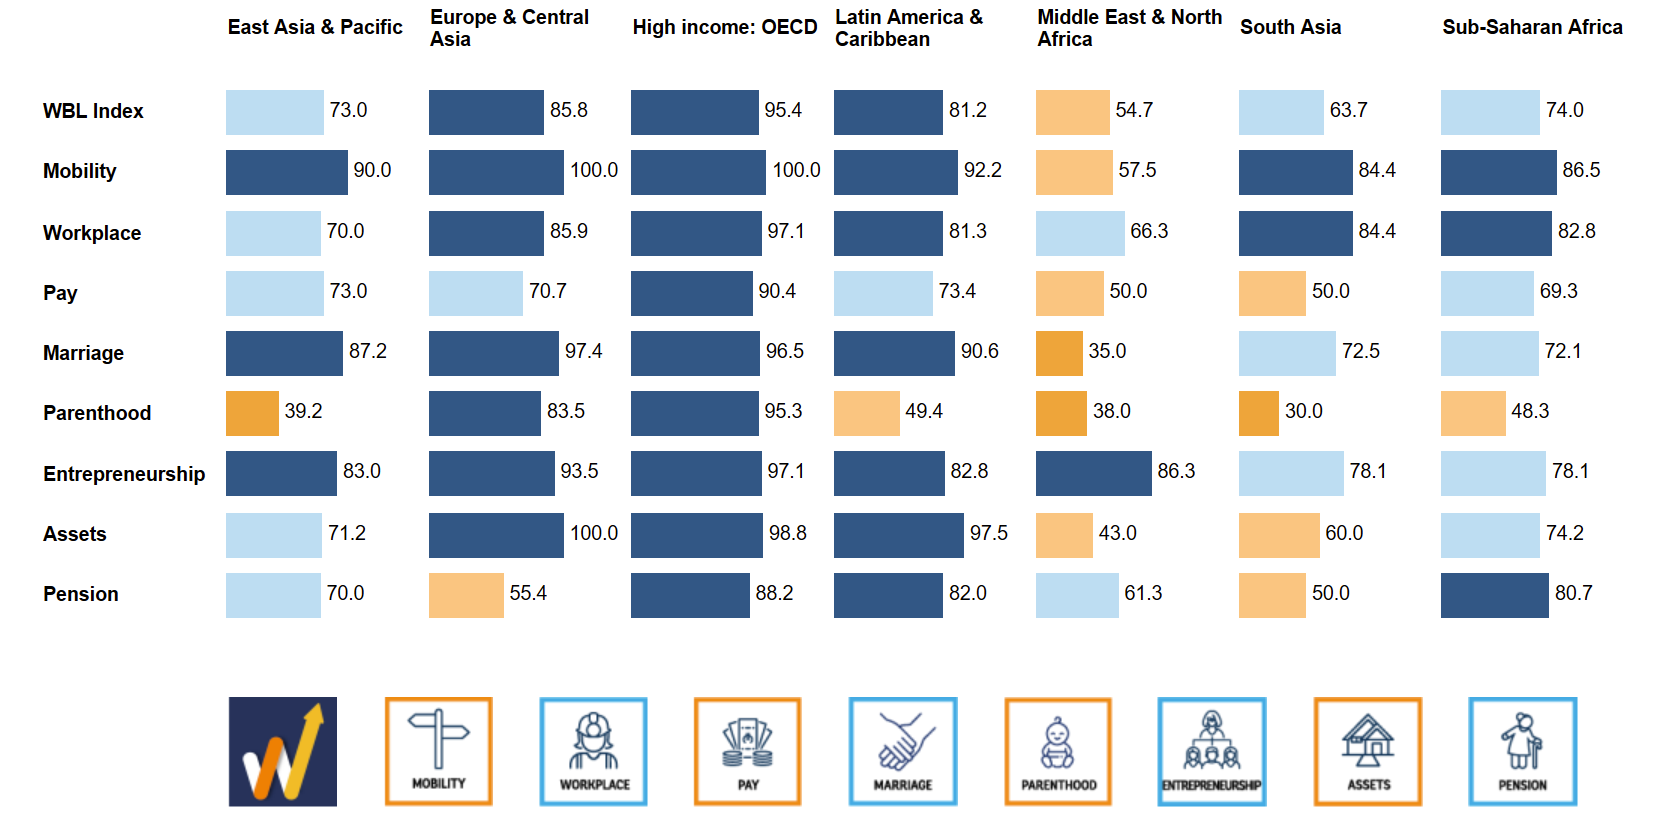 East Asia & Pacific
Europe & Central
Asia
High income: OECD
Latin America &
Caribbean
Middle East & North
Africa
South Asia
Sub-Saharan Africa
WBL Index 73.0 85.8 95.4 81.2 54.7 63.7 74.0
Mobility 90.0 100.0 100.0 92.2 57.5 84.4 86.5
Workplace 70.0 85.9 97.1 81.3 66.3 84.4 82.8
Pay 73.0 70.7 90.4 73.4 50.0 50.0 69.3
Marriage 87.2 97.4 96.5 90.6 35.0 72.5 72.1
Parenthood 39.2 83.5 95.3 49.4 38.0 30.0 48.3
Entrepreneurship 83.0 93.5 97.1 82.8 86.3 78.1 78.1
Assets 71.2 100.0 98.8 97.5 43.0 60.0 74.2
Pension 70.0 55.4 88.2 82.0 61.3 50.0 80.7
MOBILITY WORKPLACE PAY MARRIAGE PARENTHOOD ENTREPRENEURSHIP ASSETS PENSION